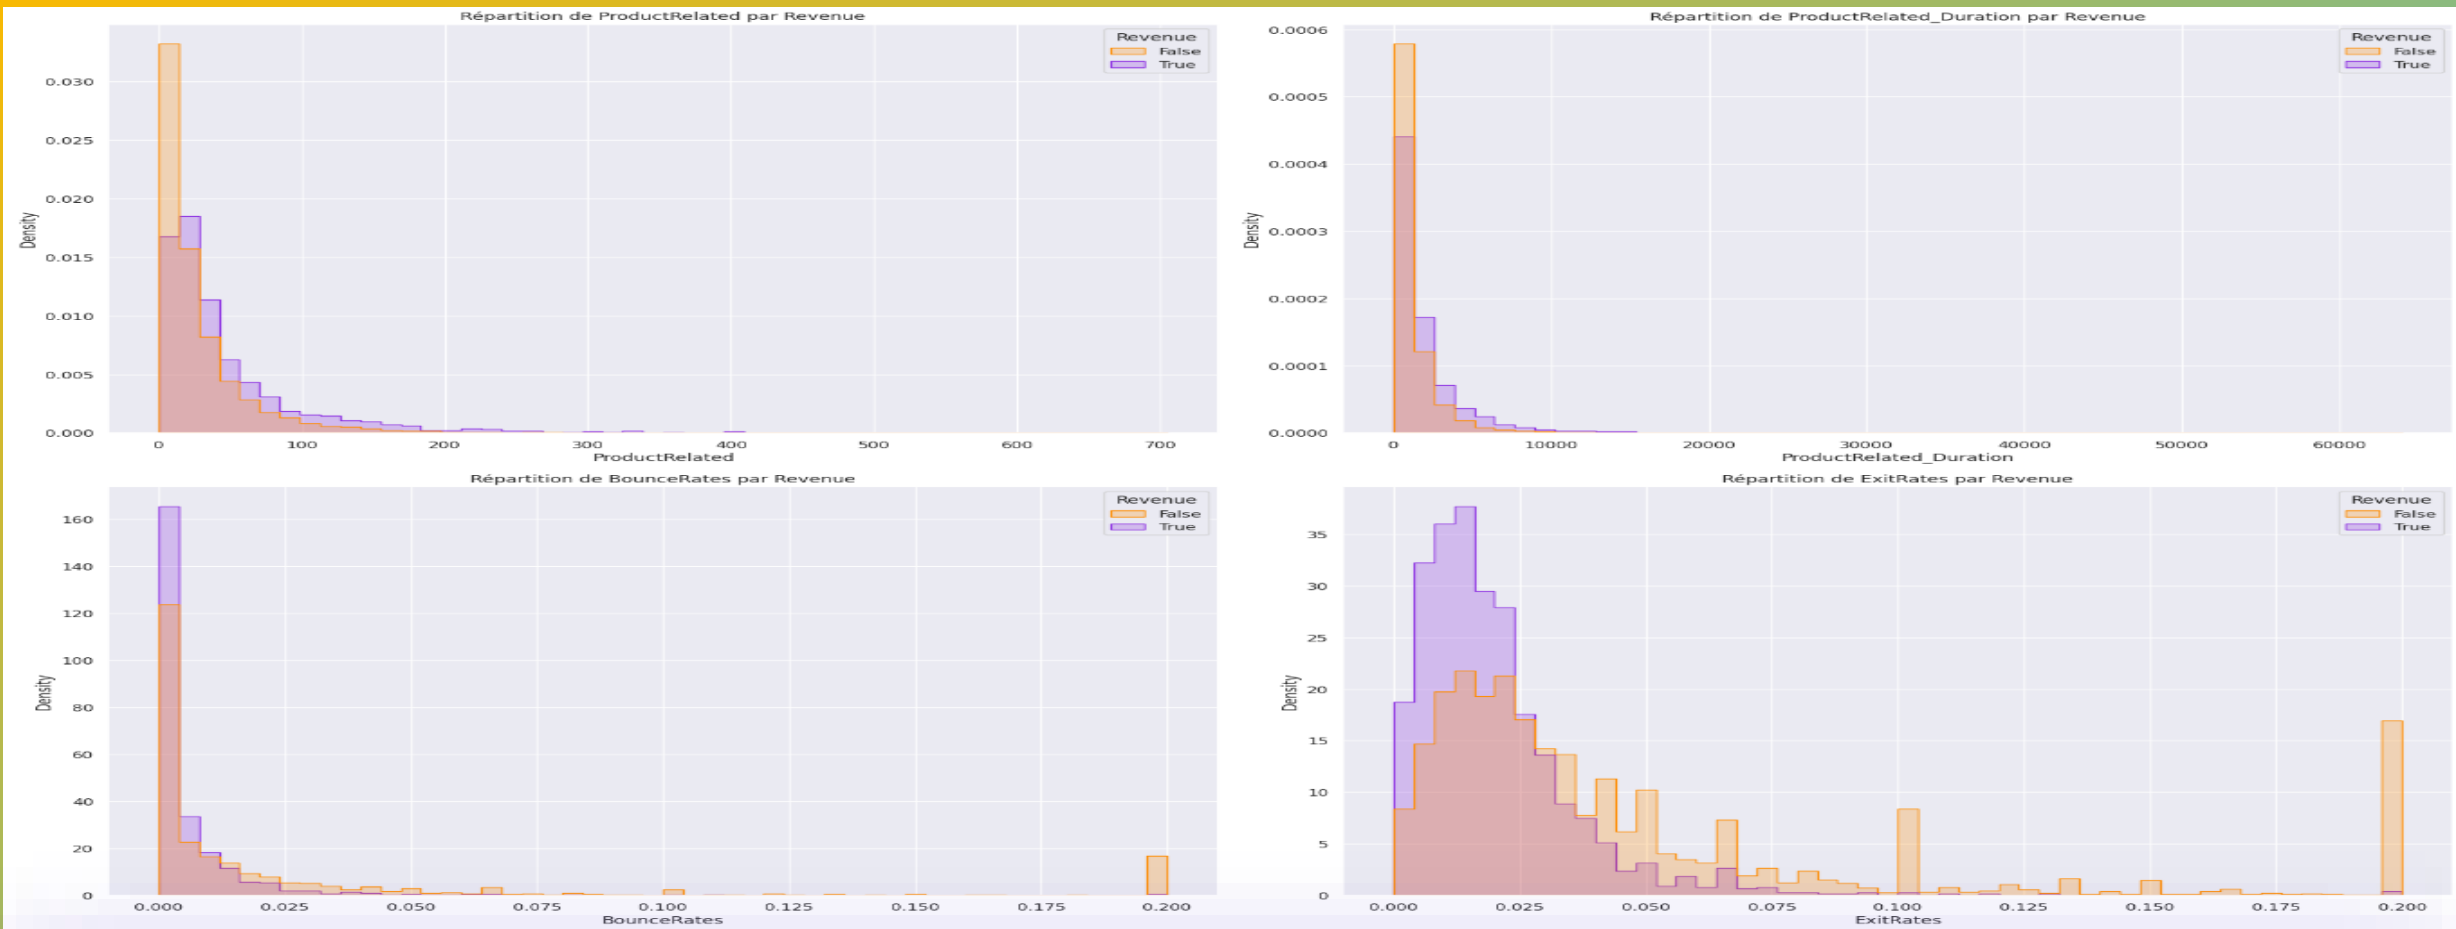 Répartition de ProductRelated par Revenue
Revenue
False
True
0.030
0.025
0.020
0.015
0.010
0.005
0.000
Density
0 100 200 300 400 500 600 700
ProductRelated
Répartition de ProductRelated_Duration par Revenue
Revenue
False
True
0.0006
0.0005
0.0004
0.0003
0.0002
0.0001
0.0000
Density
0 10000 20000 30000 40000 50000 60000
ProductRelated_Duration
Répartition de BounceRates par Revenue
Revenue
False
True
160
140
120
100
80
60
40
20
0
Density
0.000 0.025 0.050 0.075 0.100 0.125 0.150 0.175 0.200
BounceRates
Répartition de ExitRates par Revenue
Revenue
False
True
35
30
25
20
15
10
5
0
Density
0.000 0.025 0.050 0.075 0.100 0.125 0.150 0.175 0.200
ExitRates